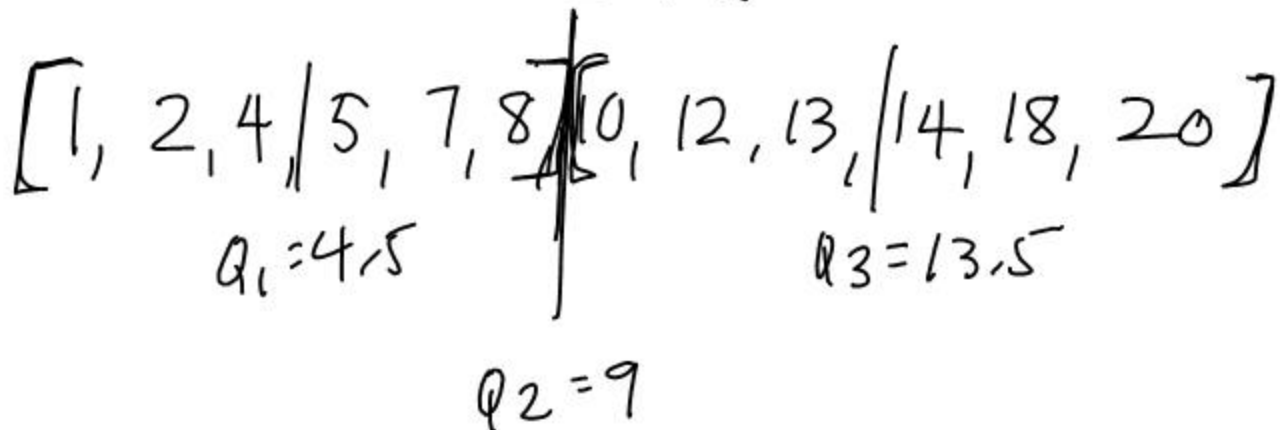 [1, 2, 4, | 5, 7, 8] | [10, 12, 13, | 14, 18, 20]
Q1 = 4.5 Q3 = 13.5
Q2 = 9